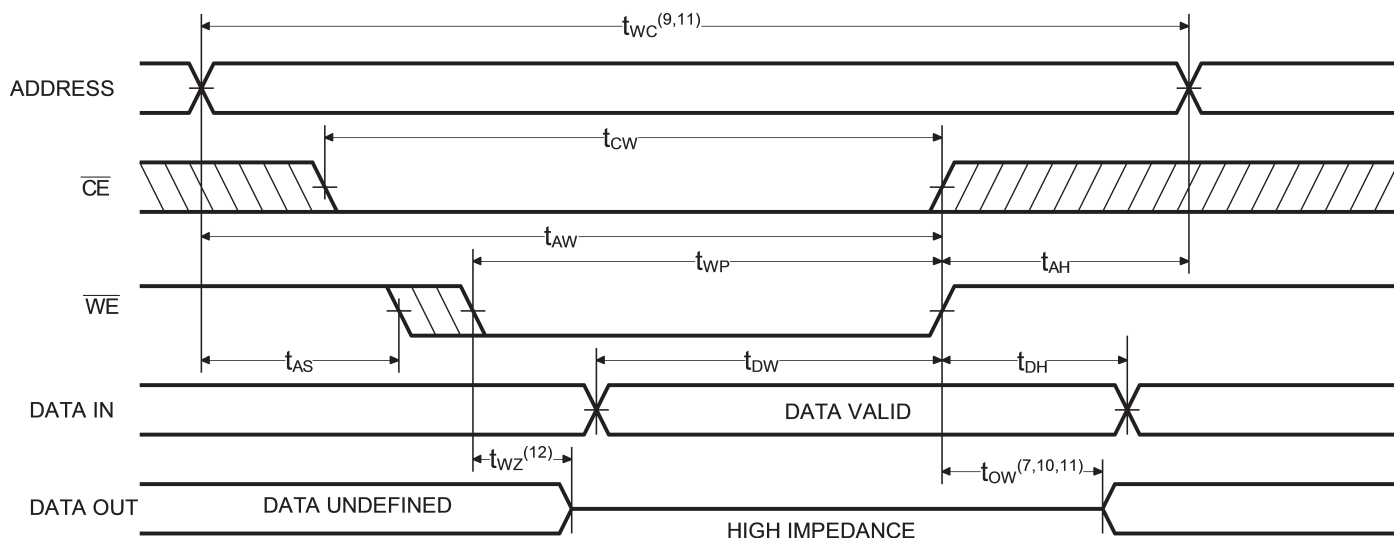 tWC(9,11)
ADDRESS
tCW
CE
tAW
tWP
tAH
WE
tAS
tDW
tDH
DATA IN
DATA VALID
tWZ(12)
tOW(7,10,11)
DATA OUT
DATA UNDEFINED
HIGH IMPEDANCE